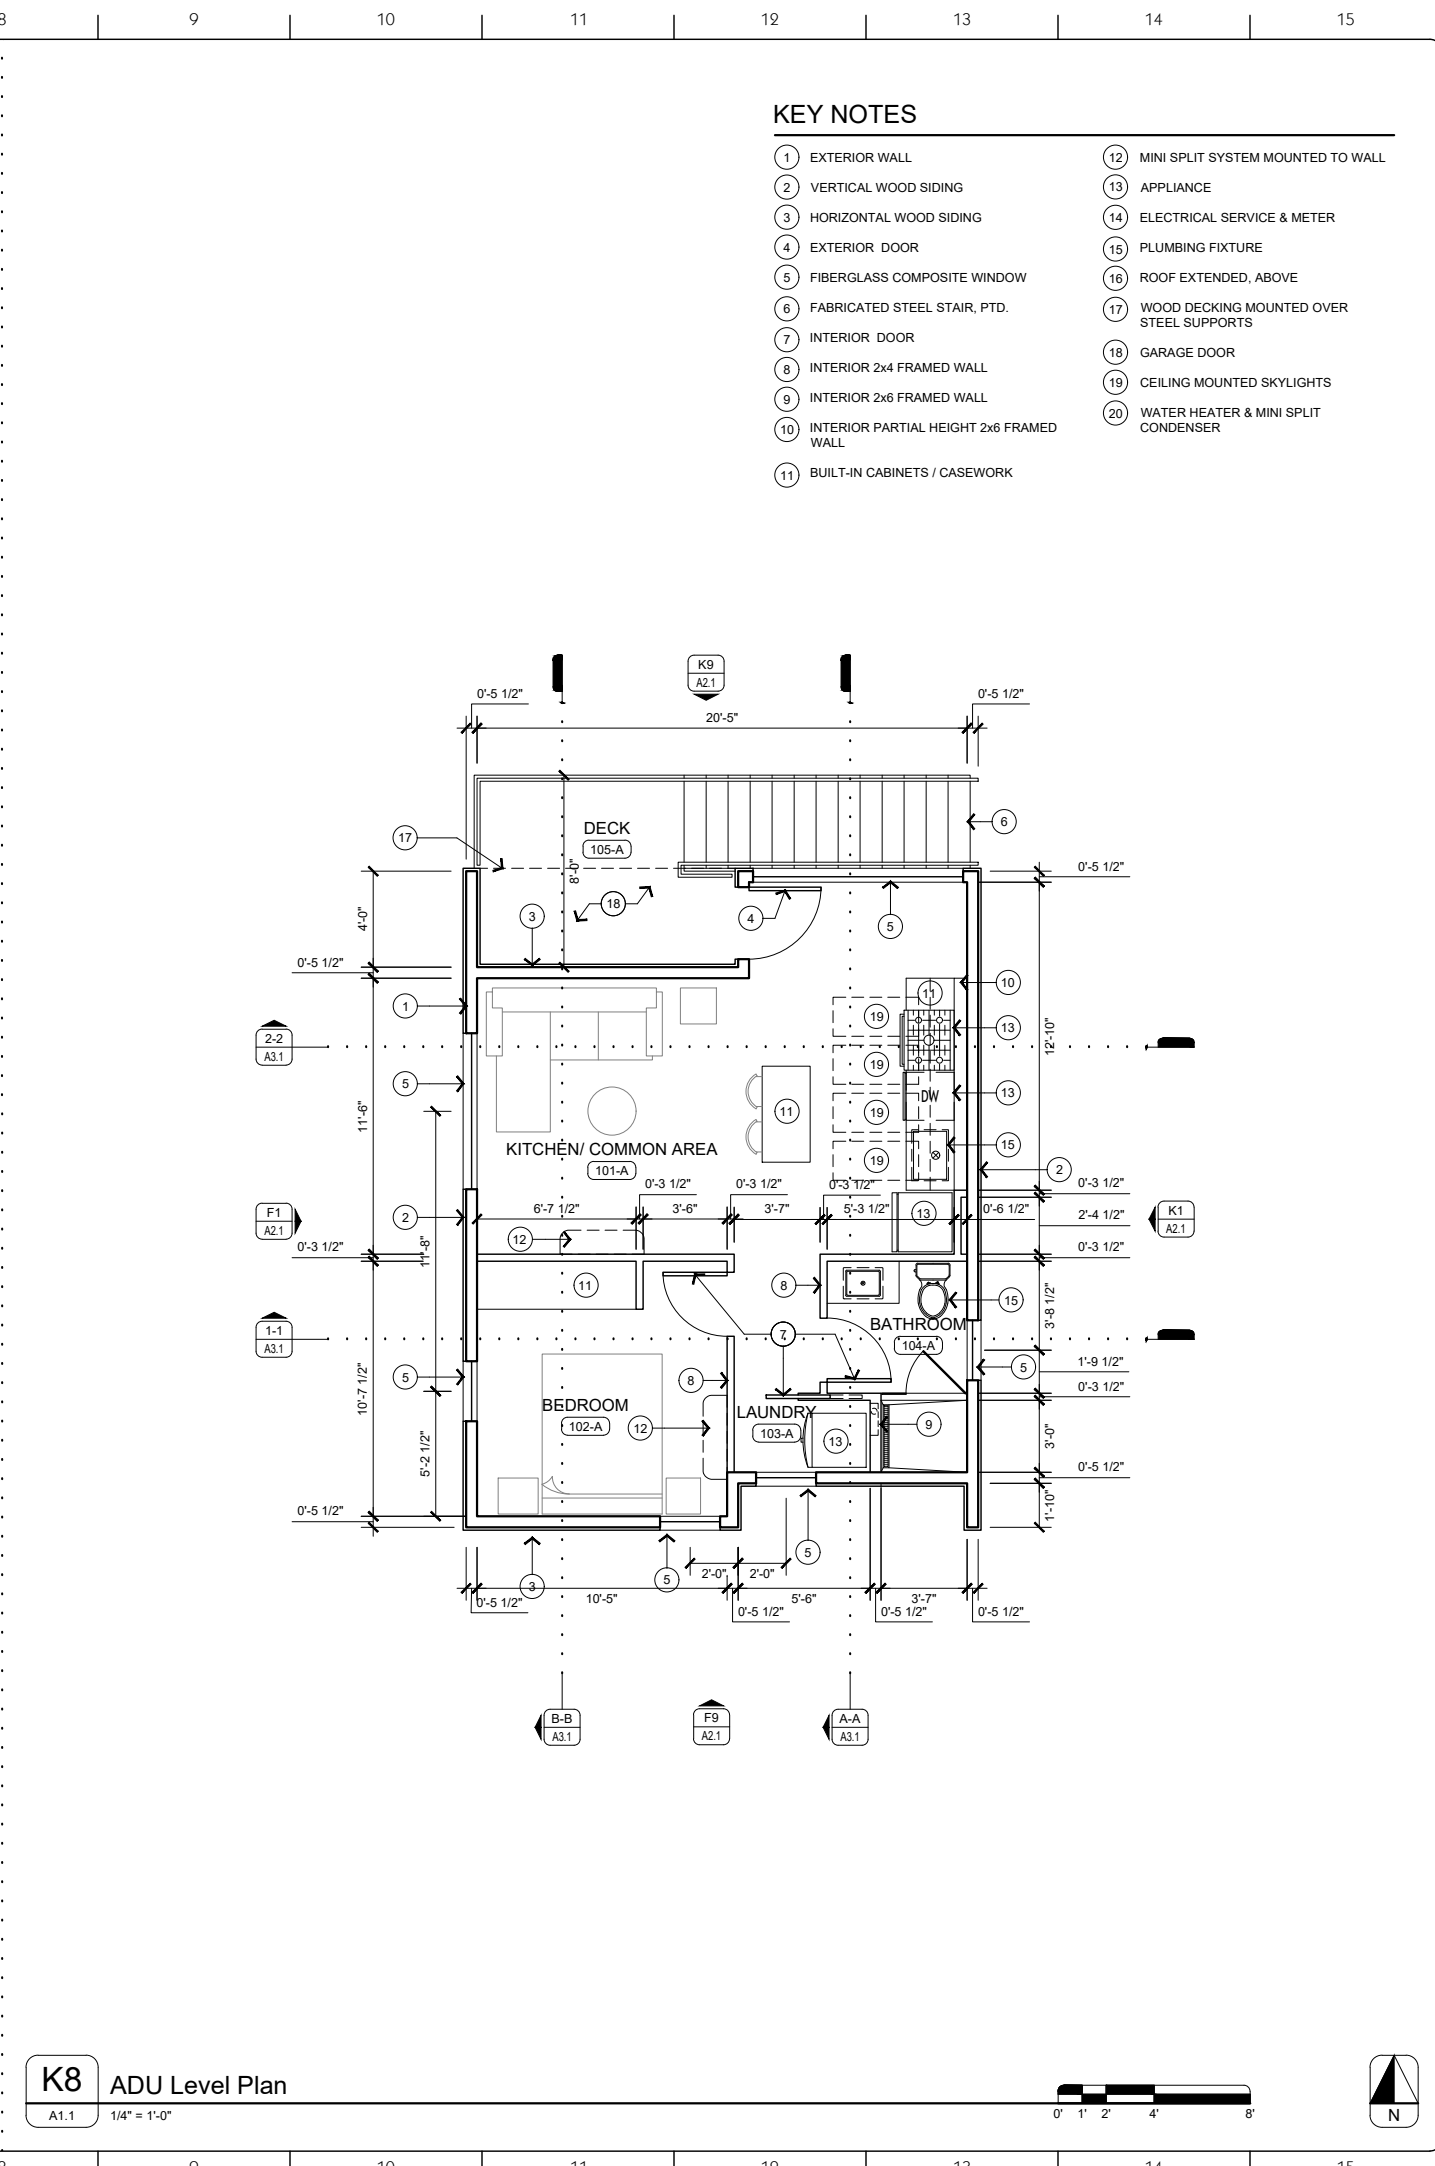 8 9 10 11 12 13 14 15
KEY NOTES
1 EXTERIOR WALL
2 VERTICAL WOOD SIDING
3 HORIZONTAL WOOD SIDING
4 EXTERIOR DOOR
5 FIBERGLASS COMPOSITE WINDOW
6 FABRICATED STEEL STAIR, PTD.
7 INTERIOR DOOR
8 INTERIOR 2x4 FRAMED WALL
9 INTERIOR 2x6 FRAMED WALL
10 INTERIOR PARTIAL HEIGHT 2x6 FRAMED
WALL
11 BUILT-IN CABINETS / CASEWORK
12 MINI SPLIT SYSTEM MOUNTED TO WALL
13 APPLIANCE
14 ELECTRICAL SERVICE & METER
15 PLUMBING FIXTURE
16 ROOF EXTENDED, ABOVE
17 WOOD DECKING MOUNTED OVER
STEEL SUPPORTS
18 GARAGE DOOR
19 CEILING MOUNTED SKYLIGHTS
20 WATER HEATER & MINI SPLIT
CONDENSER
K9
A2.1
0'-5 1/2" 0'-5 1/2"
20'-5"
6
DECK
105-A
17
8'-0"
0'-5 1/2"
18
3 4 5
4'-0"
0'-5 1/2"
10
11
1
19 13
12'-10"
2-2
A3.1
19
5
13
DW
11'-6"
11
19
15
KITCHEN/ COMMON AREA
101-A
19
2
0'-3 1/2" 0'-3 1/2" 0'-3 1/2" 0'-3 1/2"
6'-7 1/2" 3'-6" 3'-7" 5'-3 1/2" 0'-6 1/2"
13
2'-4 1/2"
F1
A2.1
K1
A2.1
2
12
0'-3 1/2" 0'-3 1/2"
11'-8"
11 8
15
3'-8 1/2"
1-1
A3.1
7
BATHROOM
104-A
5
1'-9 1/2"
5
8
0'-3 1/2"
10'-7 1/2"
BEDROOM
102-A
12
LAUNDRY
103-A
13
9
3'-0"
5'-2 1/2"
0'-5 1/2"
0'-5 1/2"
1'-10"
5
2'-0" 2'-0"
3 5
10'-5" 5'-6" 3'-7"
0'-5 1/2" 0'-5 1/2" 0'-5 1/2" 0'-5 1/2"
B-B
A3.1
F9
A2.1
A-A
A3.1
K8
A1.1
ADU Level Plan
1/4" = 1'-0"
0' 1' 2' 4' 8'
N
9 10 11 12 13 14 15